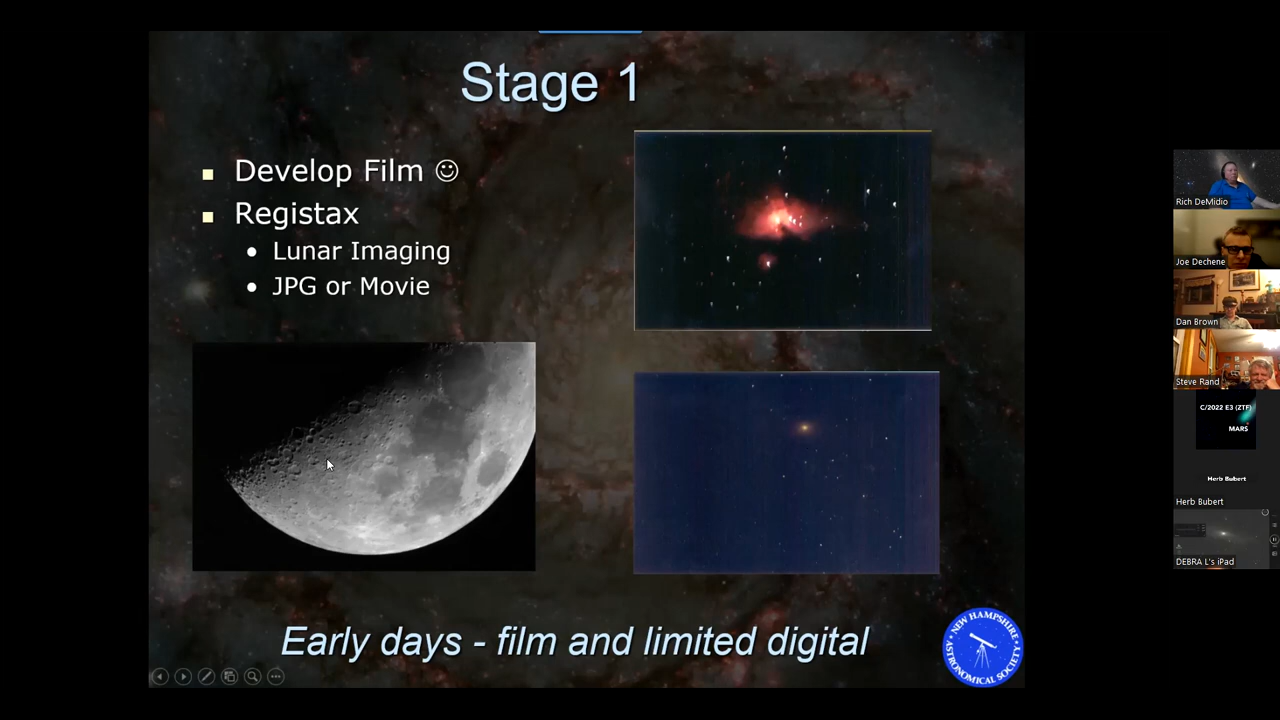 Stage 1
Develop Film ☺
Registax
Lunar Imaging
JPG or Movie
Early days - film and limited digital
NEW HAMPSHIRE
ASTRONOMICAL SOCIETY
Rich DeMidio
Joe Dechene
Dan Brown
Steve Rand
C/2022 E3 (ZTF)
MARS
Herb Bubert
Herb Bubert
DEBRA L's iPad